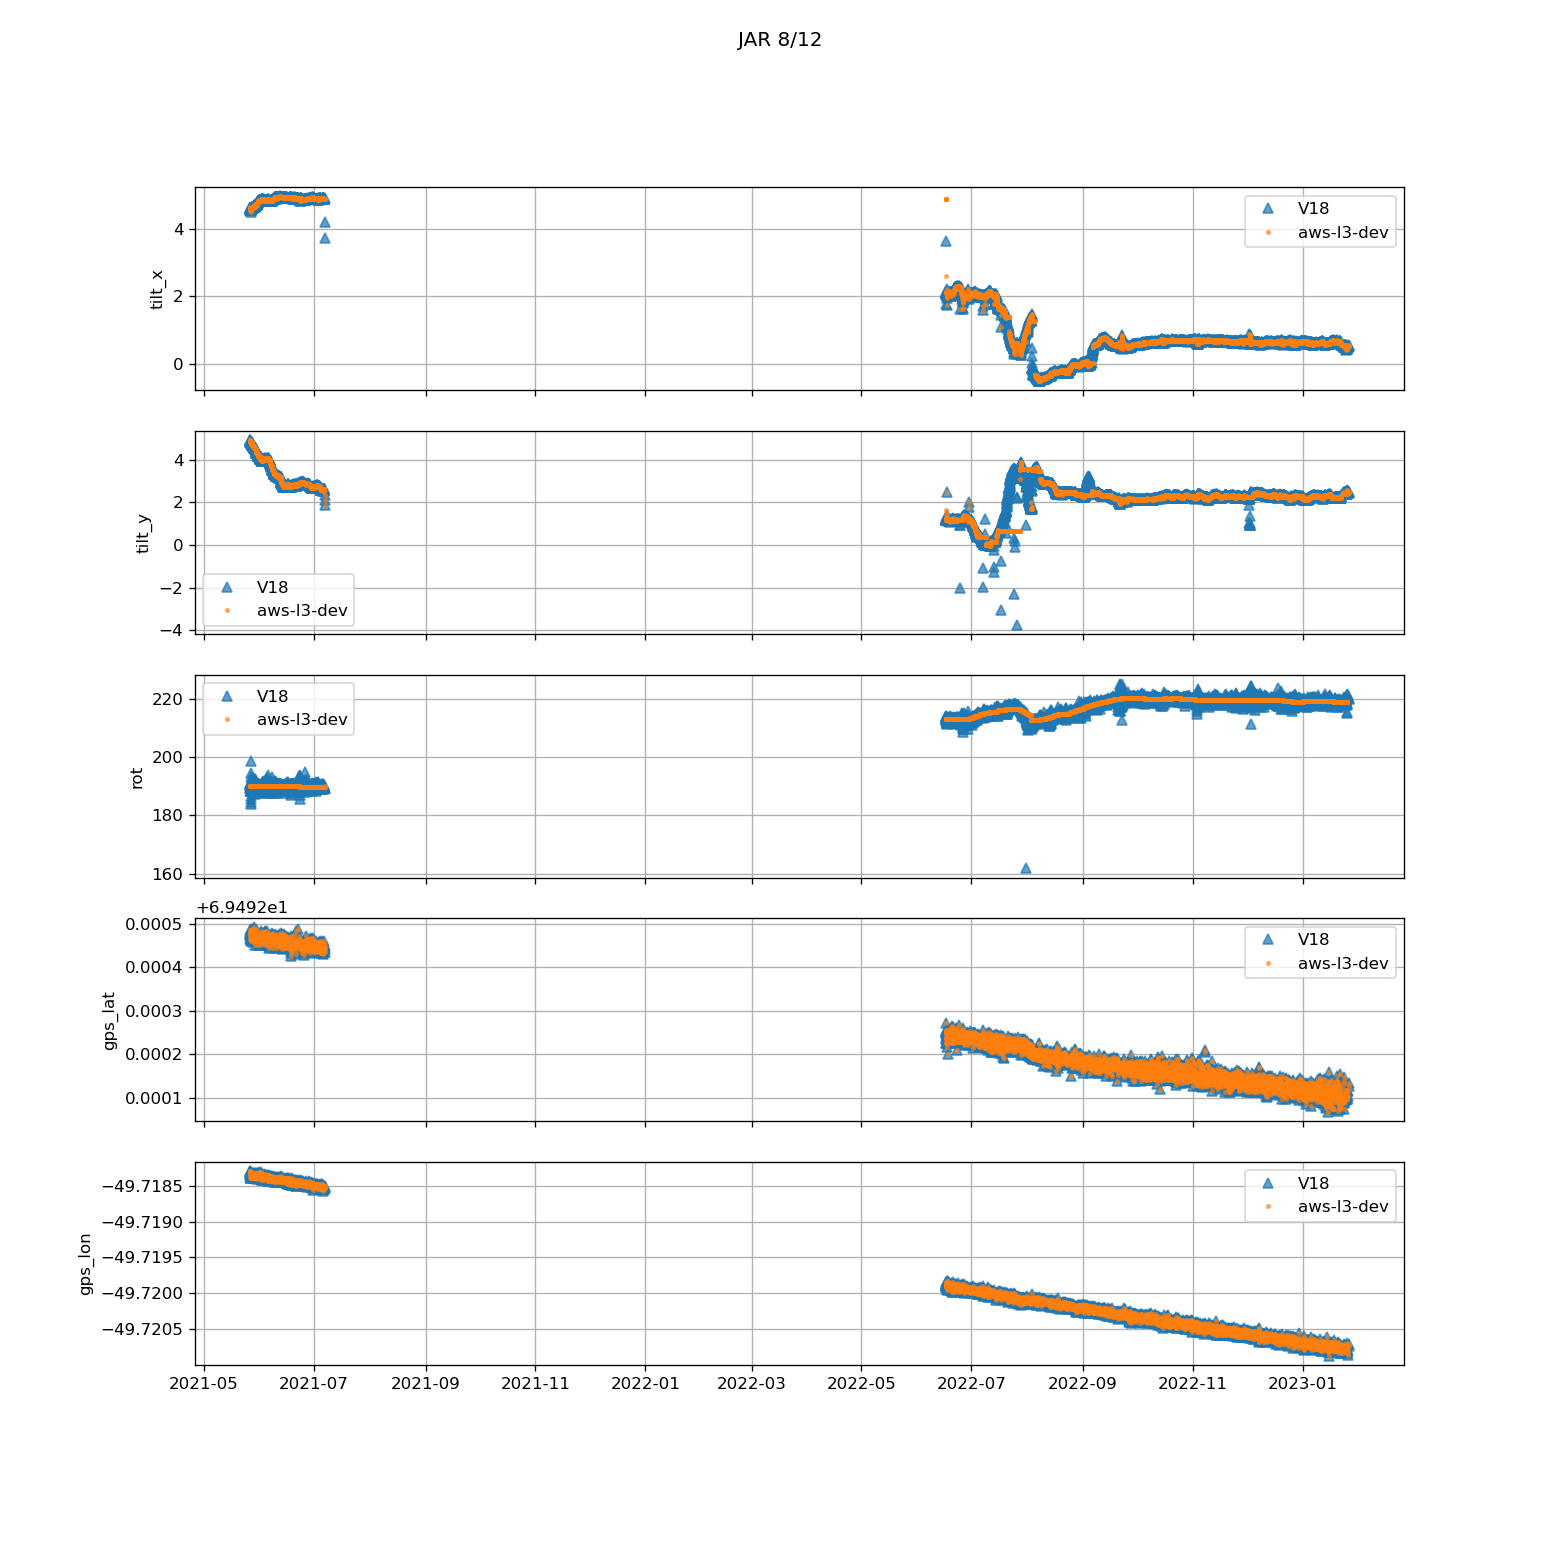 JAR 8/12
4
2
0
tilt_x
V18
aws-l3-dev
4
2
0
−2
−4
tilt_y
V18
aws-l3-dev
220
200
180
160
rot
V18
aws-l3-dev
+6.9492e1
0.0005
0.0004
0.0003
0.0002
0.0001
gps_lat
V18
aws-l3-dev
−49.7185
−49.7190
−49.7195
−49.7200
−49.7205
gps_lon
V18
aws-l3-dev
2021-05 2021-07 2021-09 2021-11 2022-01 2022-03 2022-05 2022-07 2022-09 2022-11 2023-01